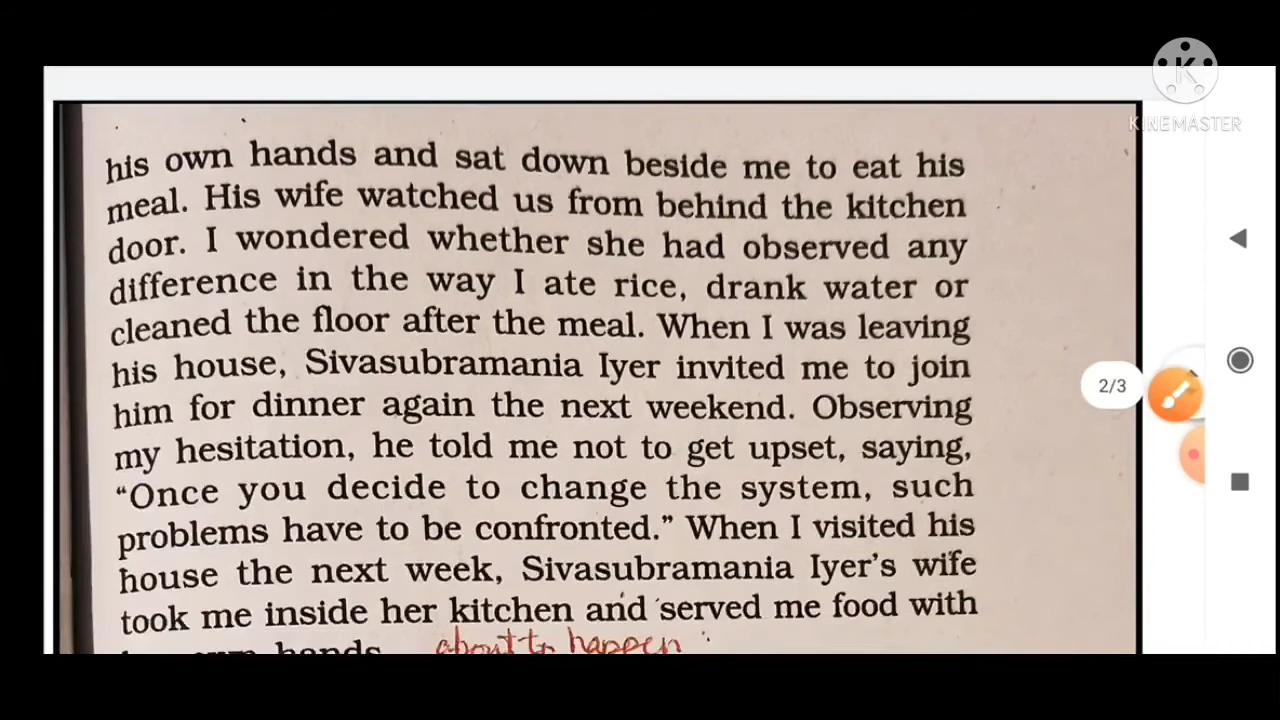 KINEMASTER
his own hands and sat down beside me to eat his
meal. His wife watched us from behind the kitchen
door. I wondered whether she had observed any
difference in the way I ate rice, drank water or
cleaned the floor after the meal. When I was leaving
his house, Sivasubramania Iyer invited me to join
2/3
him for dinner again the next weekend. Observing
my hesitation, he told me not to get upset, saying,
“Once you decide to change the system, such
problems have to be confronted.” When I visited his
house the next week, Sivasubramania Iyer's wife
took me inside her kitchen and served me food with
hands about to happen